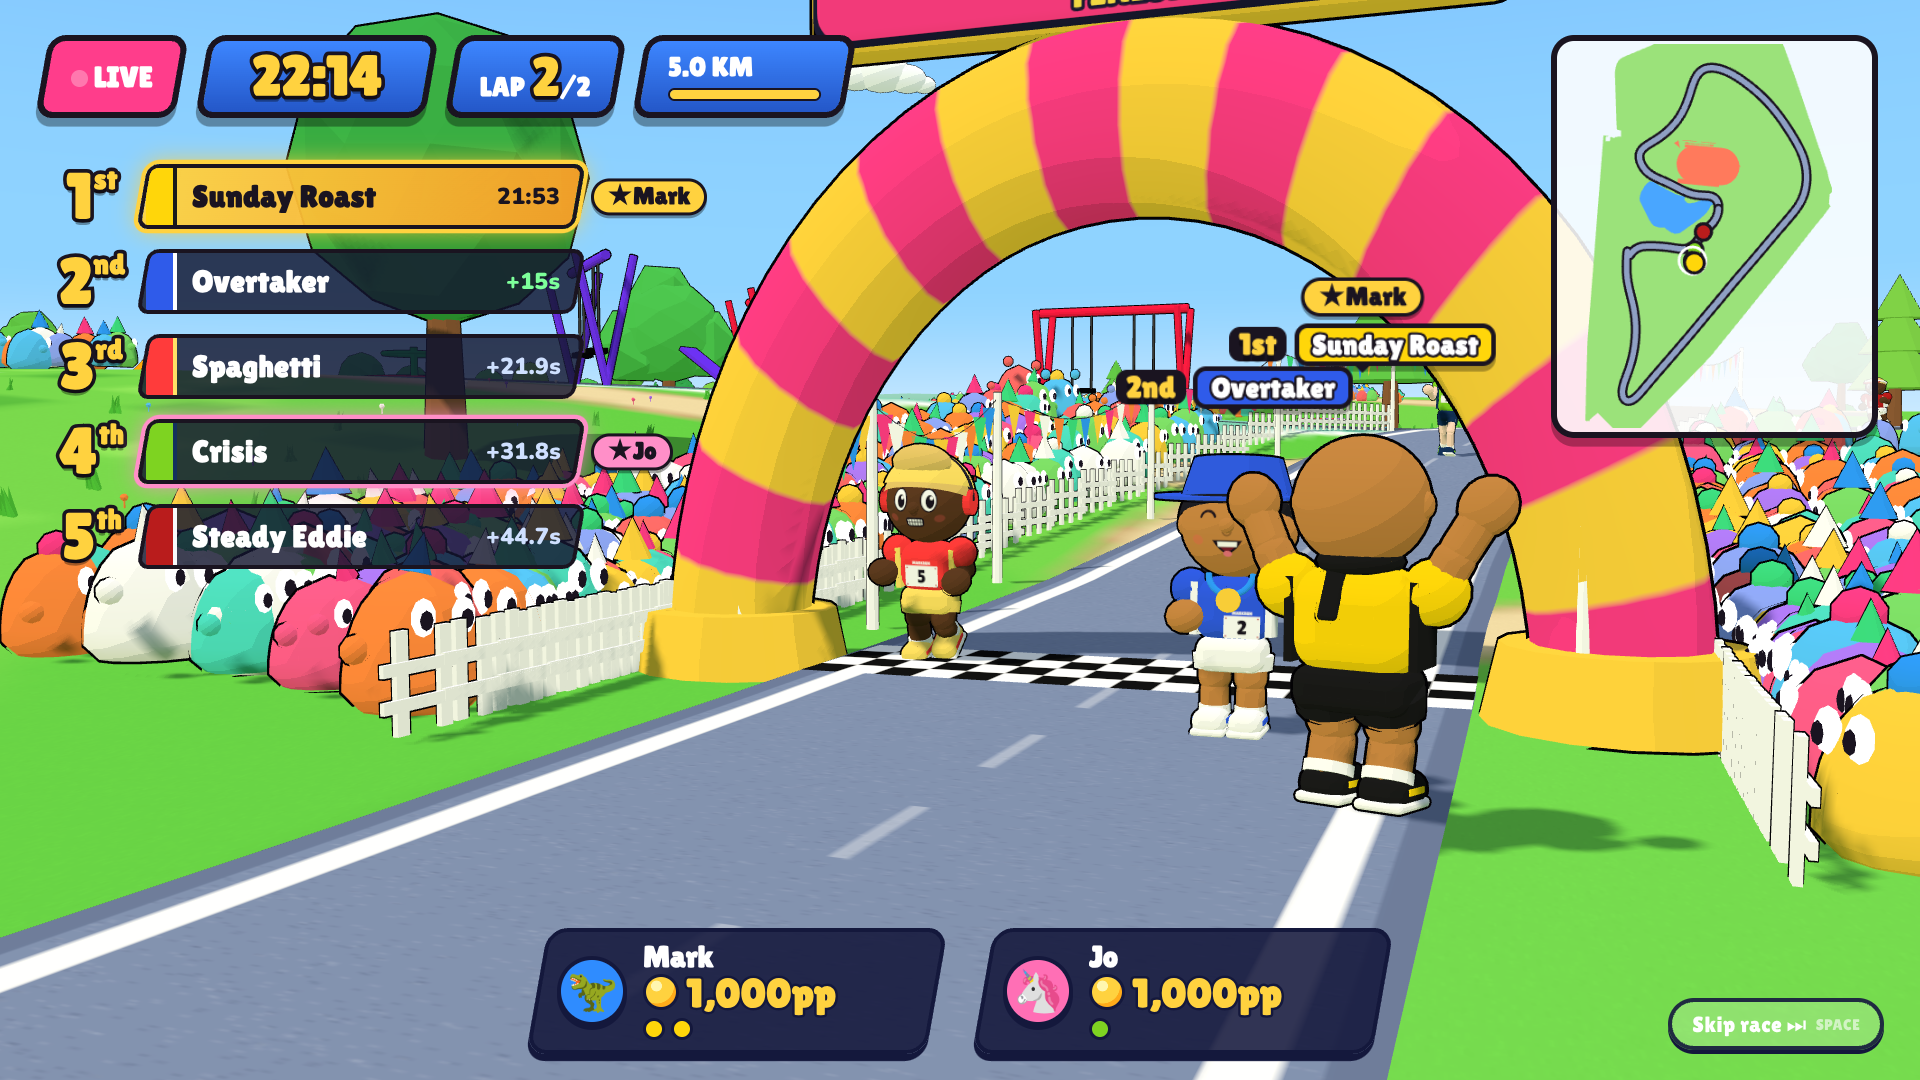 LIVE
22:14
LAP 2/2
5.0 KM
1st Sunday Roast 21:53 ★Mark
2nd Overtaker +15s
3rd Spaghetti +21.9s
4th Crisis +31.8s ★Jo
5th Steady Eddie +44.7s
★Mark
1st Sunday Roast
2nd Overtaker
5
2
Mark
1,000pp
Jo
1,000pp
Skip race ⏭ SPACE